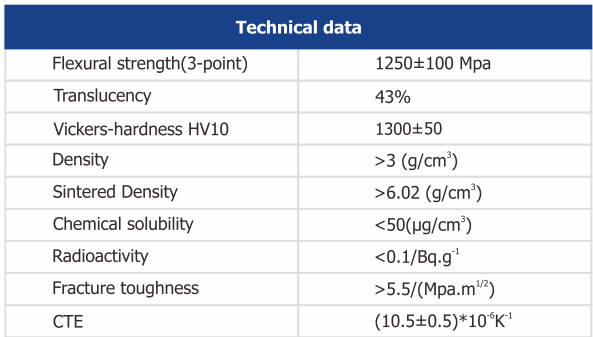 Technical data
Flexural strength(3-point) 1250±100 Mpa
Translucency 43%
Vickers-hardness HV10 1300±50
Density >3 (g/cm³)
Sintered Density >6.02 (g/cm³)
Chemical solubility <50(µg/cm³)
Radioactivity <0.1/Bq.g⁻¹
Fracture toughness >5.5/(Mpa.m¹/²)
CTE (10.5±0.5)*10⁻⁶K⁻¹